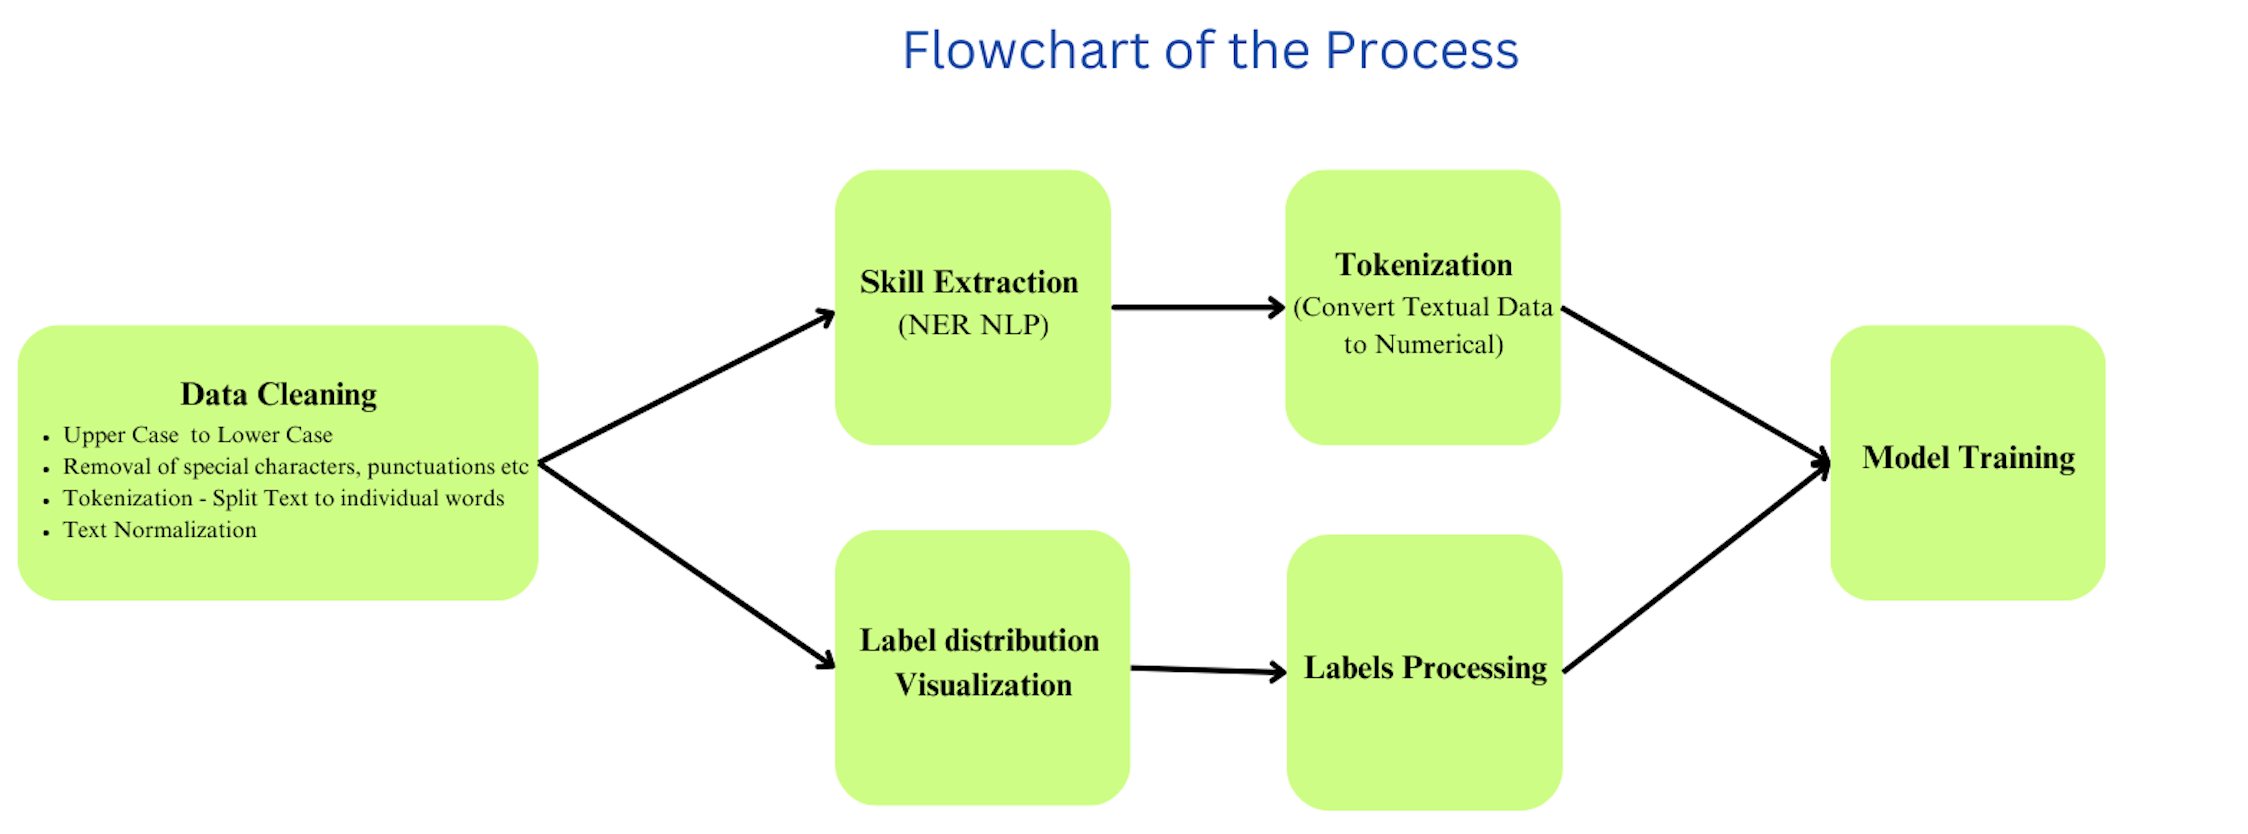 Flowchart of the Process
Data Cleaning
• Upper Case to Lower Case
• Removal of special characters, punctuations etc
• Tokenization - Split Text to individual words
• Text Normalization
Skill Extraction
(NER NLP)
Tokenization
(Convert Textual Data
to Numerical)
Label distribution
Visualization
Labels Processing
Model Training